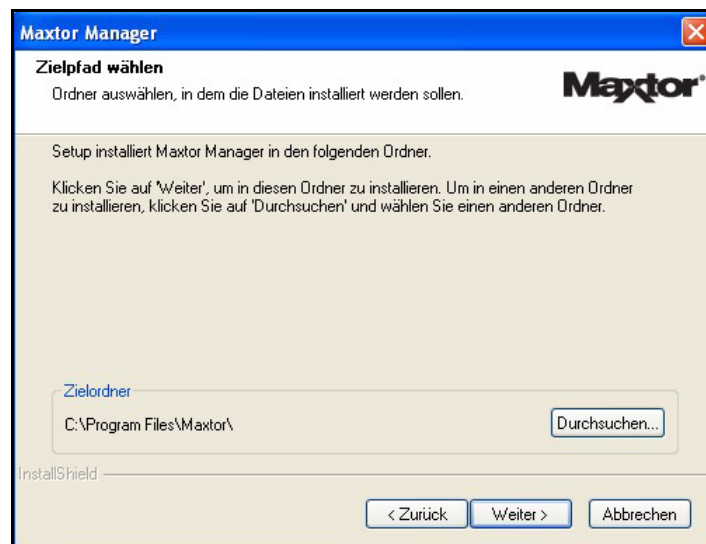 Maxtor Manager
Zielpfad wählen
Ordner auswählen, in dem die Dateien installiert werden sollen.
Maxtor®
Setup installiert Maxtor Manager in den folgenden Ordner.
Klicken Sie auf 'Weiter', um in diesen Ordner zu installieren. Um in einen anderen Ordner
zu installieren, klicken Sie auf 'Durchsuchen' und wählen Sie einen anderen Ordner.
Zielordner
C:\Program Files\Maxtor\
Durchsuchen...
InstallShield
< Zurück
Weiter >
Abbrechen